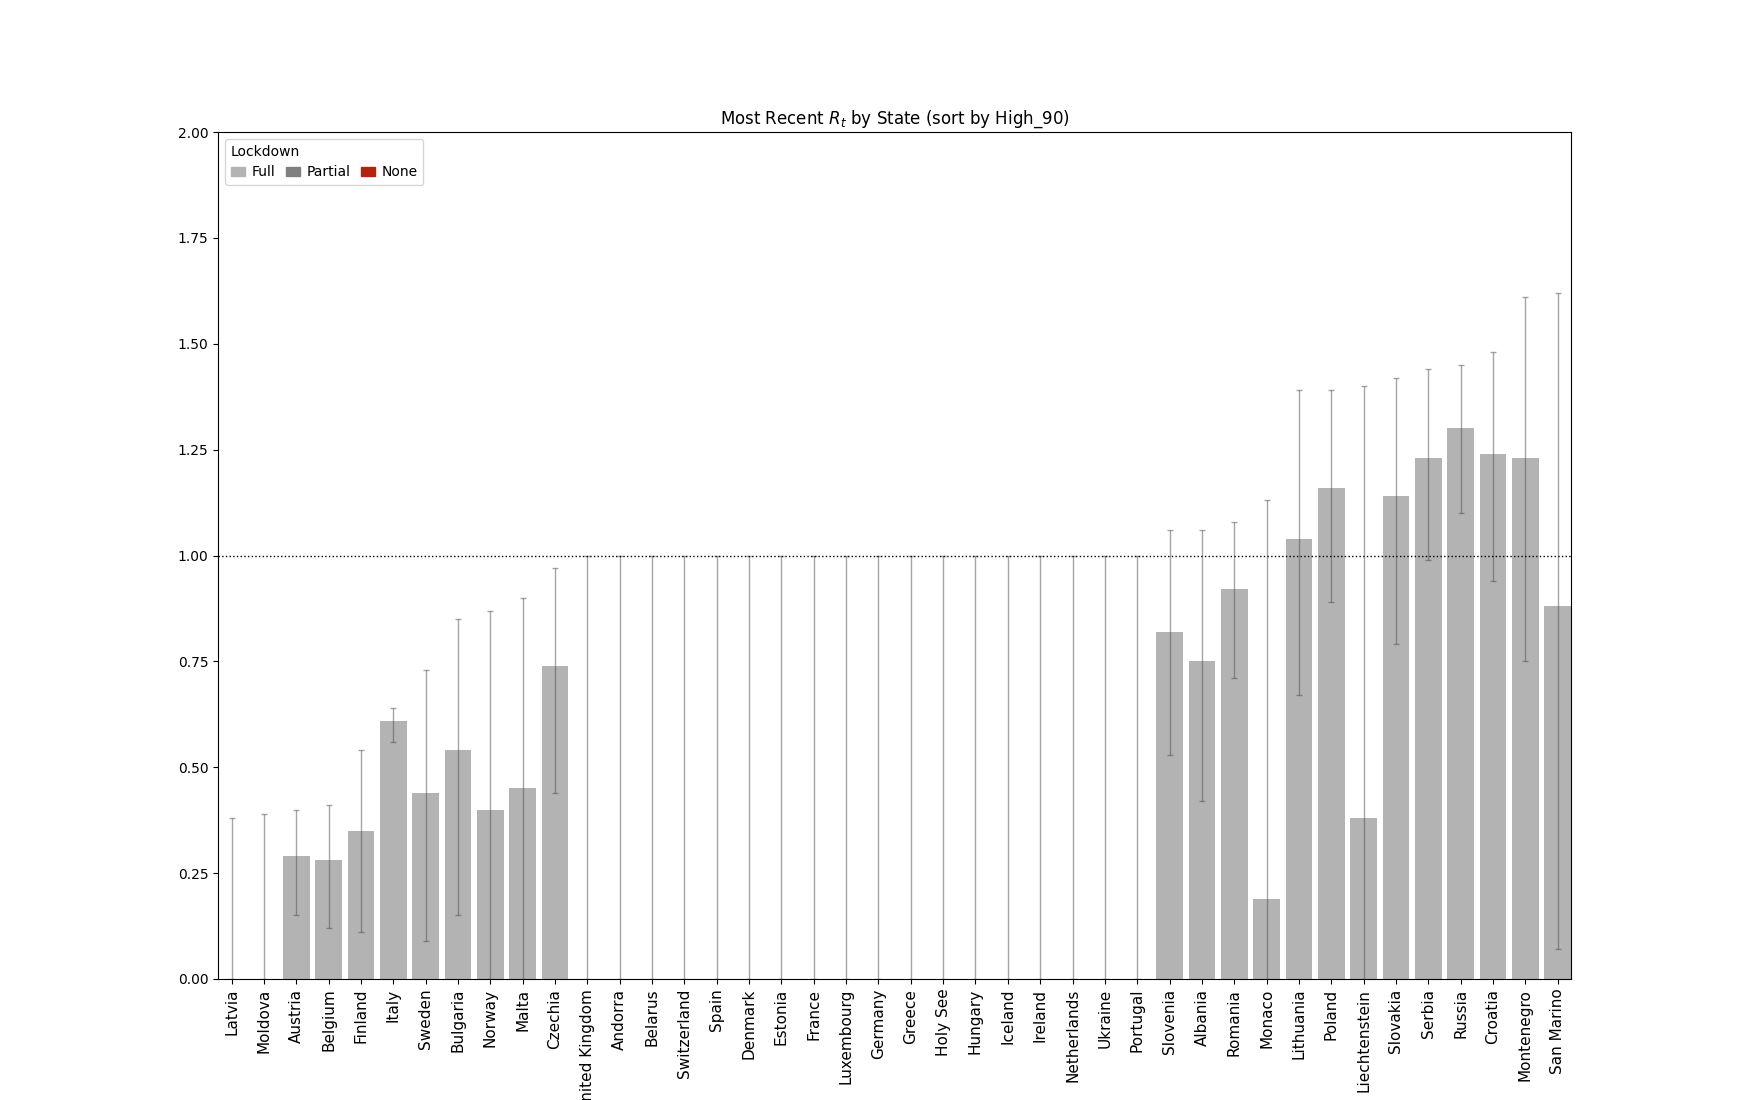 Most Recent R_t by State (sort by High_90)
Lockdown
Full Partial None
2.00
1.75
1.50
1.25
1.00
0.75
0.50
0.25
0.00
Latvia
Moldova
Austria
Belgium
Finland
Italy
Sweden
Bulgaria
Norway
Malta
Czechia
nited Kingdom
Andorra
Belarus
Switzerland
Spain
Denmark
Estonia
France
Luxembourg
Germany
Greece
Holy See
Hungary
Iceland
Ireland
Netherlands
Ukraine
Portugal
Slovenia
Albania
Romania
Monaco
Lithuania
Poland
Liechtenstein
Slovakia
Serbia
Russia
Croatia
Montenegro
San Marino